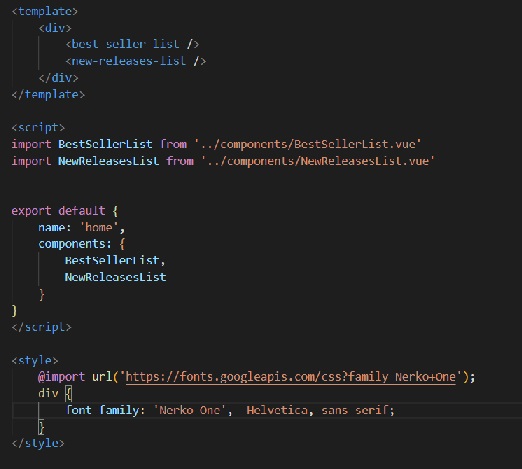 <template>
    <div>
        <best seller list />
        <new-releases-list />
    </div>
</template>

<script>
import BestSellerList from '../components/BestSellerList.vue'
import NewReleasesList from '../components/NewReleasesList.vue'

export default {
    name: 'home',
    components: {
        BestSellerList,
        NewReleasesList
    }
}
</script>

<style>
    @import url('https://fonts.googleapis.com/css?family Nerko+One');
    div {
        font family: 'Nerko One',  Helvetica, sans serif;
    }
</style>